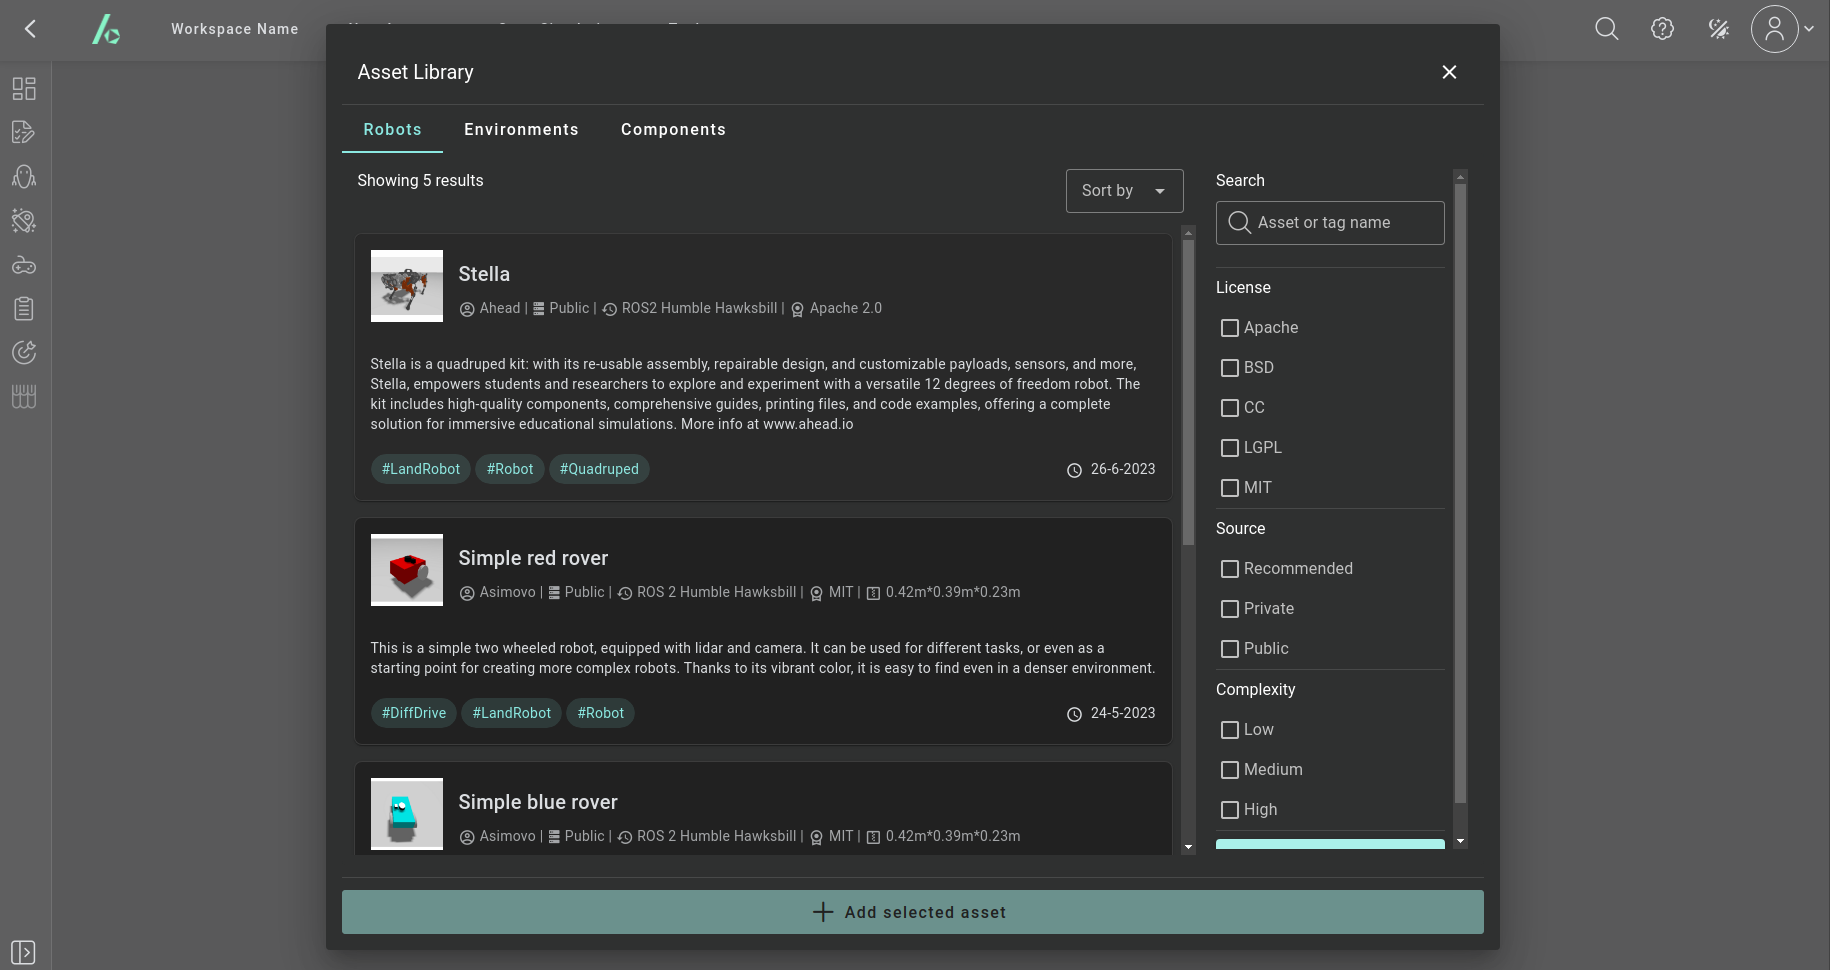 Workspace Name
Asset Library
Robots
Environments
Components
Showing 5 results
Sort by
Search
Asset or tag name
Stella
Ahead | Public | ROS2 Humble Hawksbill | Apache 2.0
Stella is a quadruped kit: with its re-usable assembly, repairable design, and customizable payloads, sensors, and more,
Stella, empowers students and researchers to explore and experiment with a versatile 12 degrees of freedom robot. The
kit includes high-quality components, comprehensive guides, printing files, and code examples, offering a complete
solution for immersive educational simulations. More info at www.ahead.io
#LandRobot #Robot #Quadruped
26-6-2023
Simple red rover
Asimovo | Public | ROS 2 Humble Hawksbill | MIT | 0.42m*0.39m*0.23m
This is a simple two wheeled robot, equipped with lidar and camera. It can be used for different tasks, or even as a
starting point for creating more complex robots. Thanks to its vibrant color, it is easy to find even in a denser environment.
#DiffDrive #LandRobot #Robot
24-5-2023
Simple blue rover
Asimovo | Public | ROS 2 Humble Hawksbill | MIT | 0.42m*0.39m*0.23m
License
Apache
BSD
CC
LGPL
MIT
Source
Recommended
Private
Public
Complexity
Low
Medium
High
Add selected asset